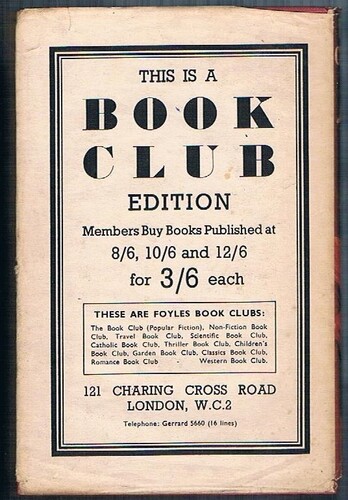 THIS IS A
BOOK
CLUB
EDITION
Members Buy Books Published at
8/6, 10/6 and 12/6
for 3/6 each
THESE ARE FOYLES BOOK CLUBS:
The Book Club (Popular Fiction), Non-Fiction Book
Club, Travel Book Club, Scientific Book Club,
Catholic Book Club, Thriller Book Club, Children's
Book Club, Garden Book Club, Classics Book Club,
Romance Book Club - Western Book Club.
121 CHARING CROSS ROAD
LONDON, W.C.2
Telephone: Gerrard 5660 (16 lines)